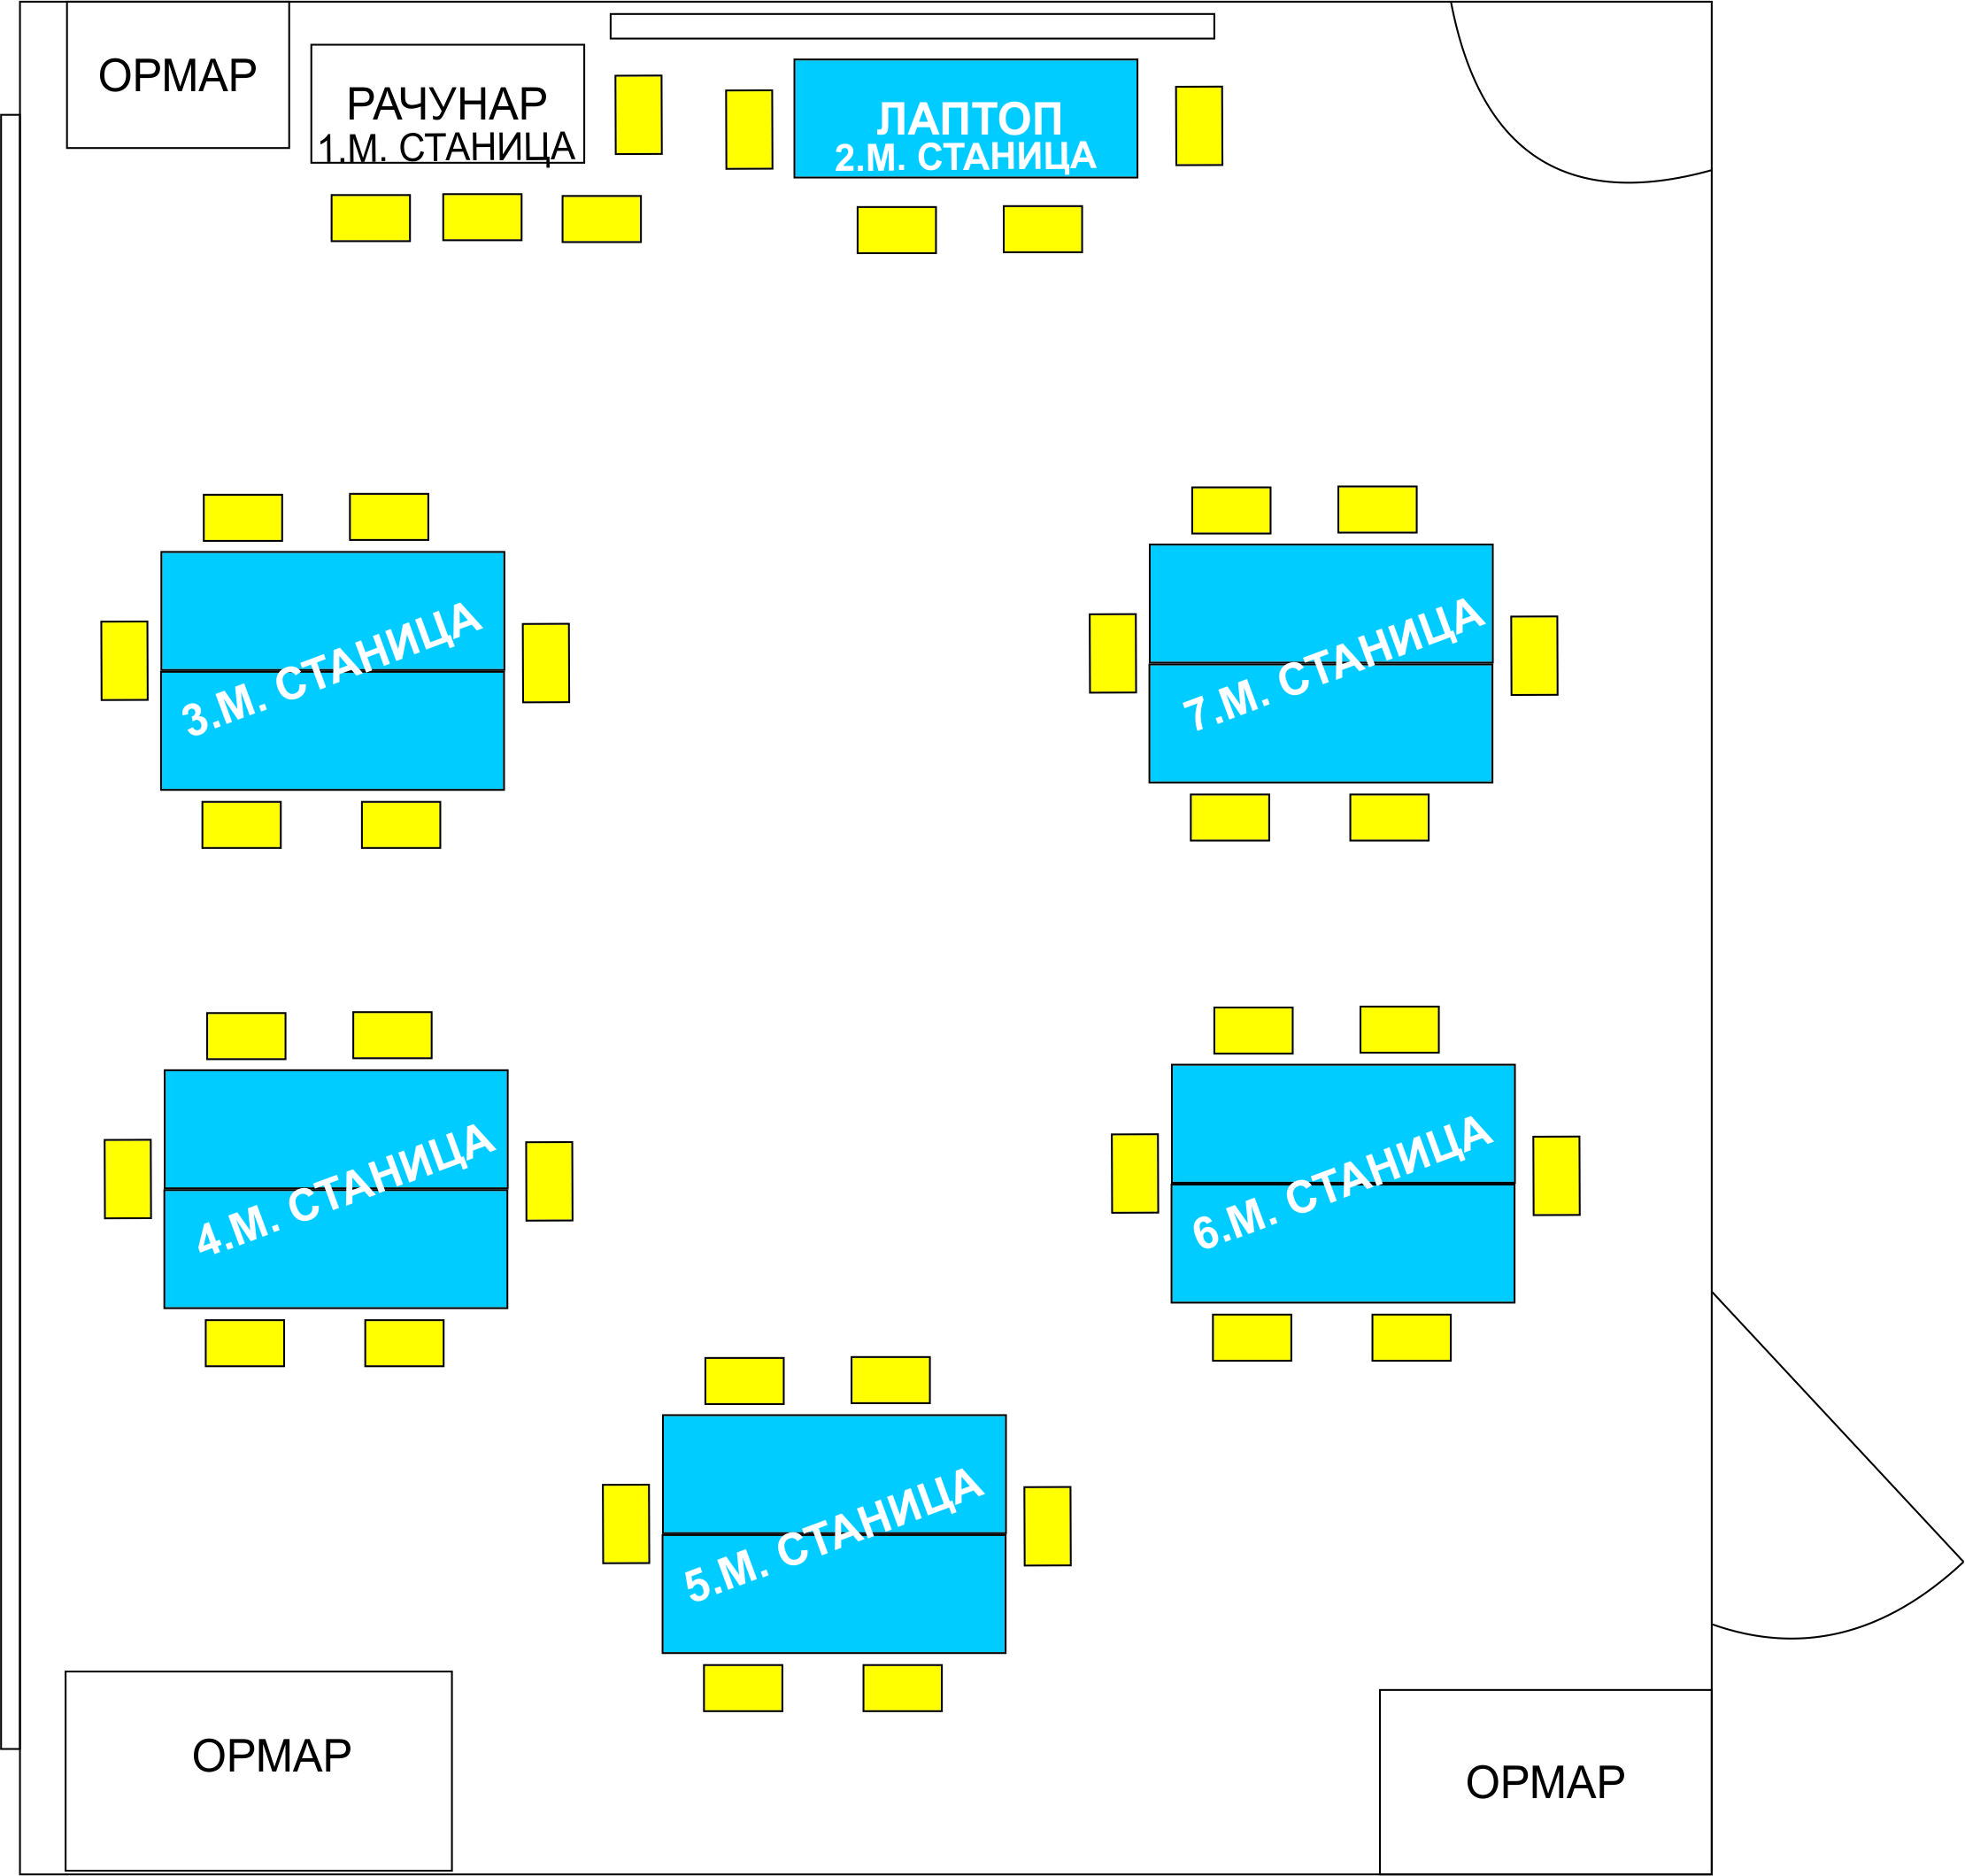 ОРМАР
РАЧУНАР
1.М. СТАНИЦА
ЛАПТОП
2.М. СТАНИЦА
3.М. СТАНИЦА
7.М. СТАНИЦА
4.М. СТАНИЦА
6.М. СТАНИЦА
5.М. СТАНИЦА
ОРМАР
ОРМАР